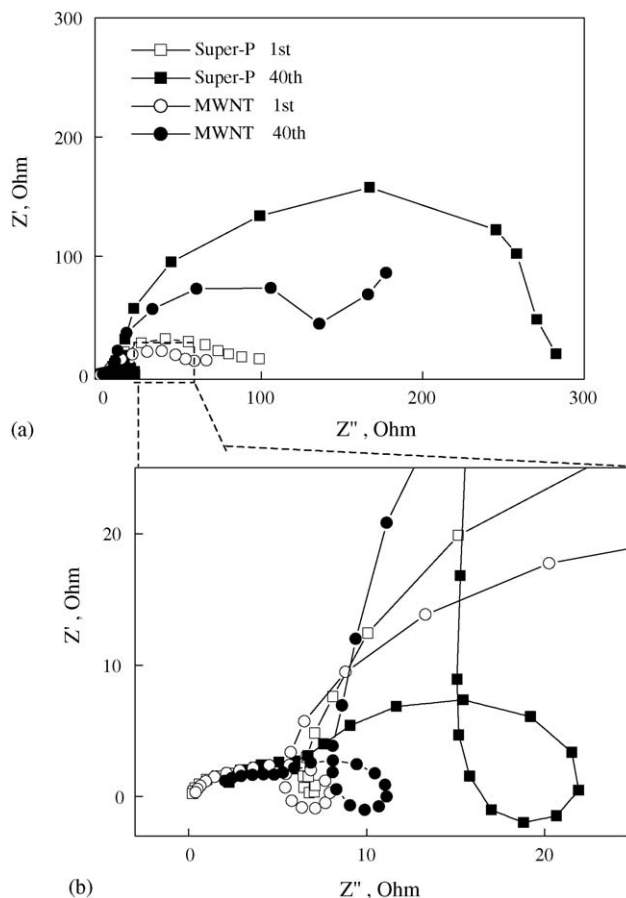 300
Super-P 1st
Super-P 40th
MWNT 1st
MWNT 40th
200
Z', Ohm
100
0
0 100 200 300
(a)
Z'' , Ohm
20
Z', Ohm
10
0
0 10 20
(b)
Z'' , Ohm